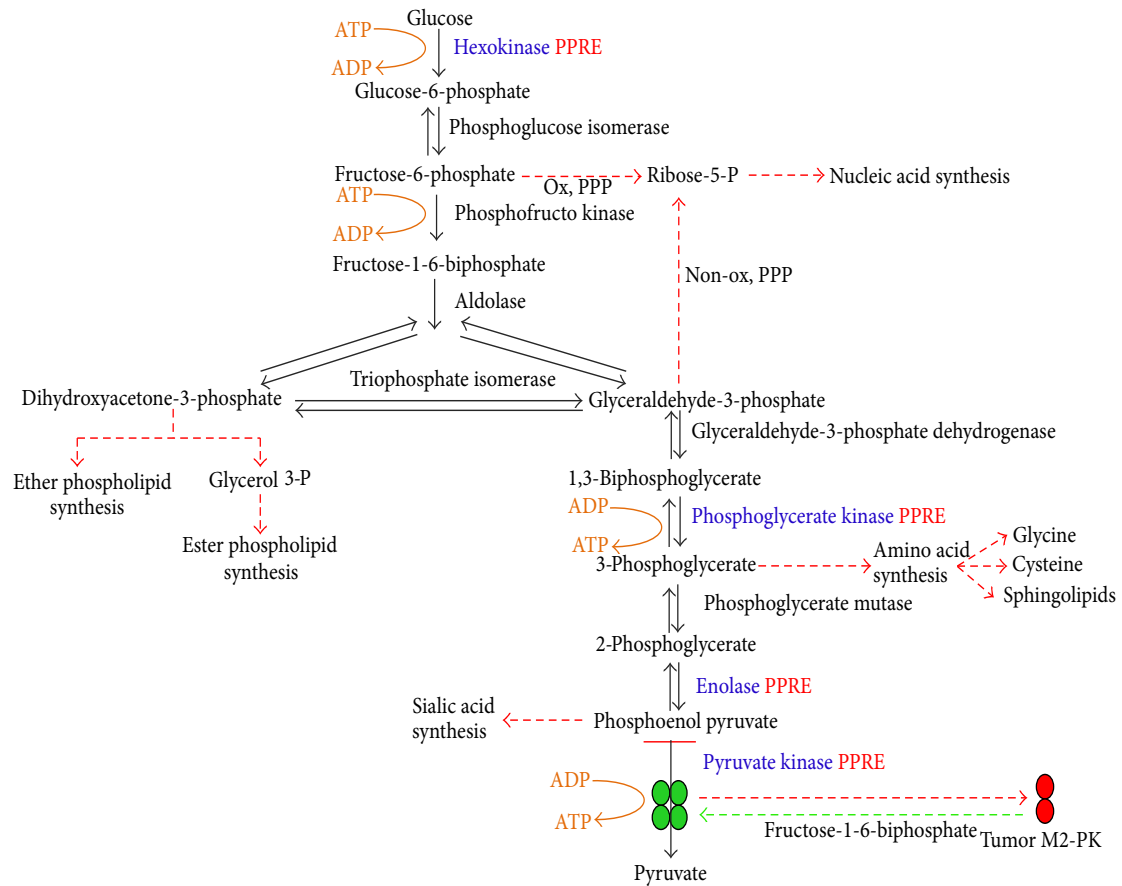 Glucose
ATP
Hexokinase PPRE
ADP
Glucose-6-phosphate
Phosphoglucose isomerase
Fructose-6-phosphate
Ox, PPP
Ribose-5-P
Nucleic acid synthesis
ATP
Phosphofructo kinase
ADP
Fructose-1-6-biphosphate
Non-ox, PPP
Aldolase
Triophosphate isomerase
Dihydroxyacetone-3-phosphate
Glyceraldehyde-3-phosphate
Glyceraldehyde-3-phosphate dehydrogenase
Ether phospholipid
synthesis
Glycerol 3-P
Ester phospholipid
synthesis
1,3-Biphosphoglycerate
ADP
Phosphoglycerate kinase PPRE
ATP
3-Phosphoglycerate
Amino acid
synthesis
Glycine
Cysteine
Sphingolipids
Phosphoglycerate mutase
2-Phosphoglycerate
Enolase PPRE
Sialic acid
synthesis
Phosphoenol pyruvate
Pyruvate kinase PPRE
ADP
ATP
Fructose-1-6-biphosphate
Tumor M2-PK
Pyruvate